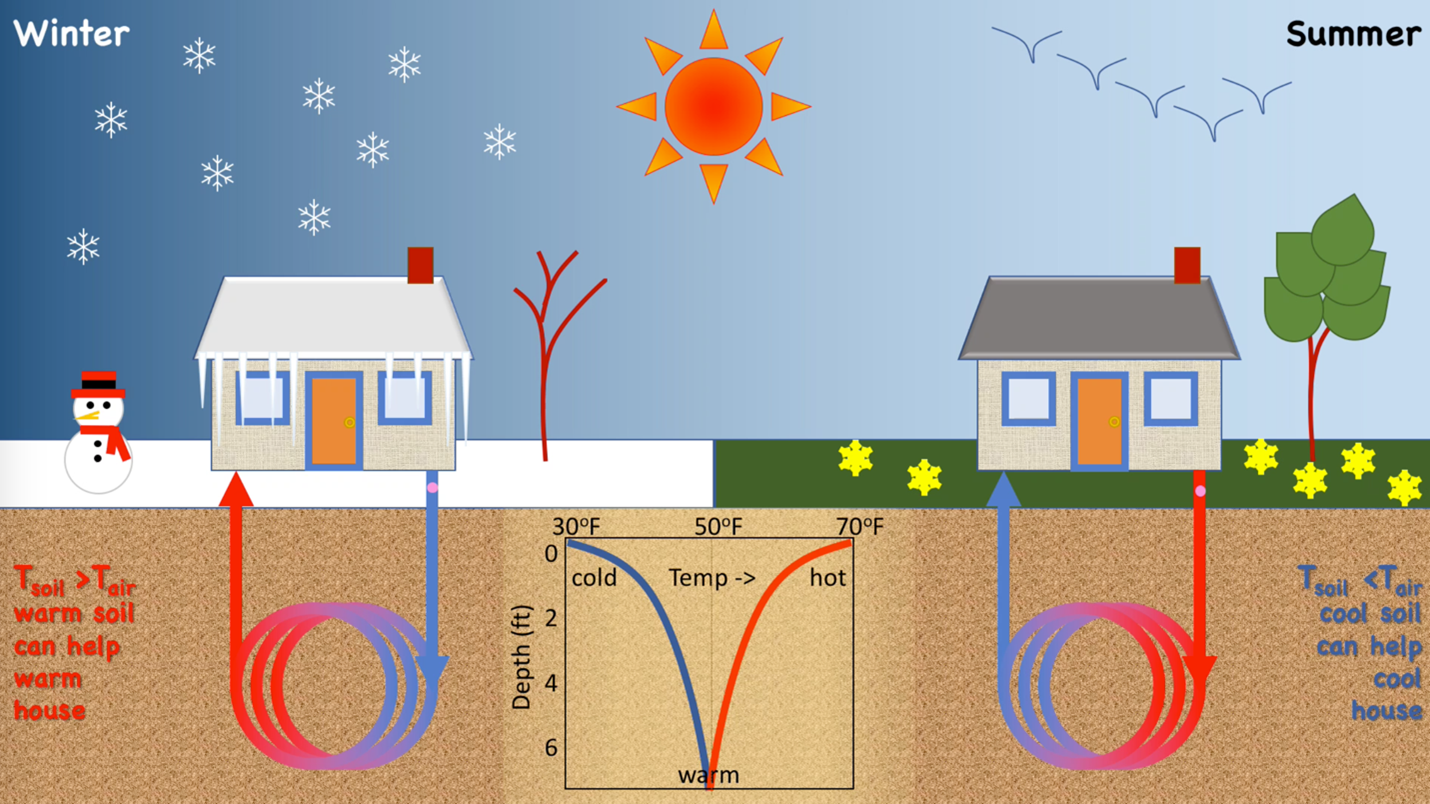 Winter
Summer
30°F 50°F 70°F
0
cold Temp -> hot
2
4
6
Depth (ft)
warm
Tsoil >Tair
warm soil
can help
warm
house
Tsoil <Tair
cool soil
can help
cool
house